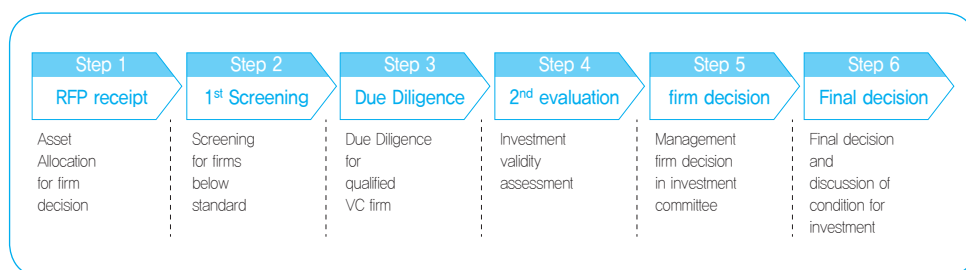 Step 1
RFP receipt
Asset
Allocation
for firm
decision
Step 2
1st Screening
Screening
for firms
below
standard
Step 3
Due Diligence
Due Diligence
for
qualified
VC firm
Step 4
2nd evaluation
Investment
validity
assessment
Step 5
firm decision
Management
firm decision
in investment
committee
Step 6
Final decision
Final decision
and
discussion of
condition for
investment